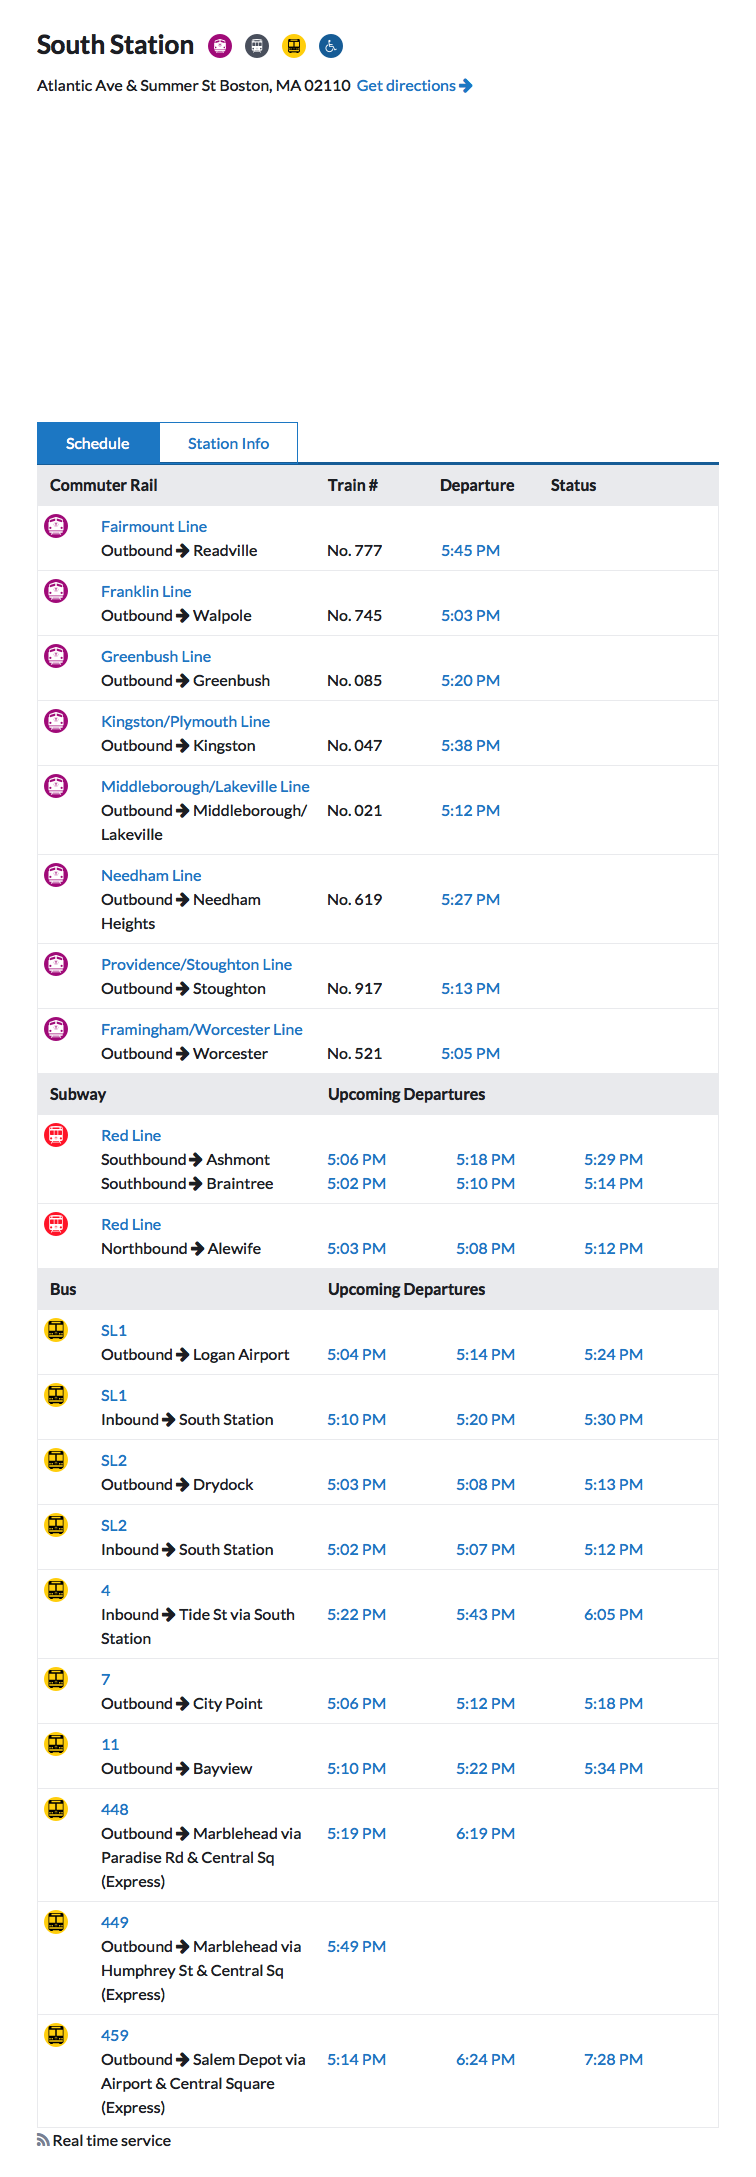 South Station
Atlantic Ave & Summer St Boston, MA 02110 Get directions
Schedule Station Info
Commuter Rail Train # Departure Status
Fairmount Line
Outbound Readville No. 777 5:45 PM
Franklin Line
Outbound Walpole No. 745 5:03 PM
Greenbush Line
Outbound Greenbush No. 085 5:20 PM
Kingston/Plymouth Line
Outbound Kingston No. 047 5:38 PM
Middleborough/Lakeville Line
Outbound Middleborough/ No. 021 5:12 PM
Lakeville
Needham Line
Outbound Needham No. 619 5:27 PM
Heights
Providence/Stoughton Line
Outbound Stoughton No. 917 5:13 PM
Framingham/Worcester Line
Outbound Worcester No. 521 5:05 PM
Subway Upcoming Departures
Red Line
Southbound Ashmont 5:06 PM 5:18 PM 5:29 PM
Southbound Braintree 5:02 PM 5:10 PM 5:14 PM
Red Line
Northbound Alewife 5:03 PM 5:08 PM 5:12 PM
Bus Upcoming Departures
SL1
Outbound Logan Airport 5:04 PM 5:14 PM 5:24 PM
SL1
Inbound South Station 5:10 PM 5:20 PM 5:30 PM
SL2
Outbound Drydock 5:03 PM 5:08 PM 5:13 PM
SL2
Inbound South Station 5:02 PM 5:07 PM 5:12 PM
4
Inbound Tide St via South 5:22 PM 5:43 PM 6:05 PM
Station
7
Outbound City Point 5:06 PM 5:12 PM 5:18 PM
11
Outbound Bayview 5:10 PM 5:22 PM 5:34 PM
448
Outbound Marblehead via 5:19 PM 6:19 PM
Paradise Rd & Central Sq
(Express)
449
Outbound Marblehead via 5:49 PM
Humphrey St & Central Sq
(Express)
459
Outbound Salem Depot via 5:14 PM 6:24 PM 7:28 PM
Airport & Central Square
(Express)
Real time service